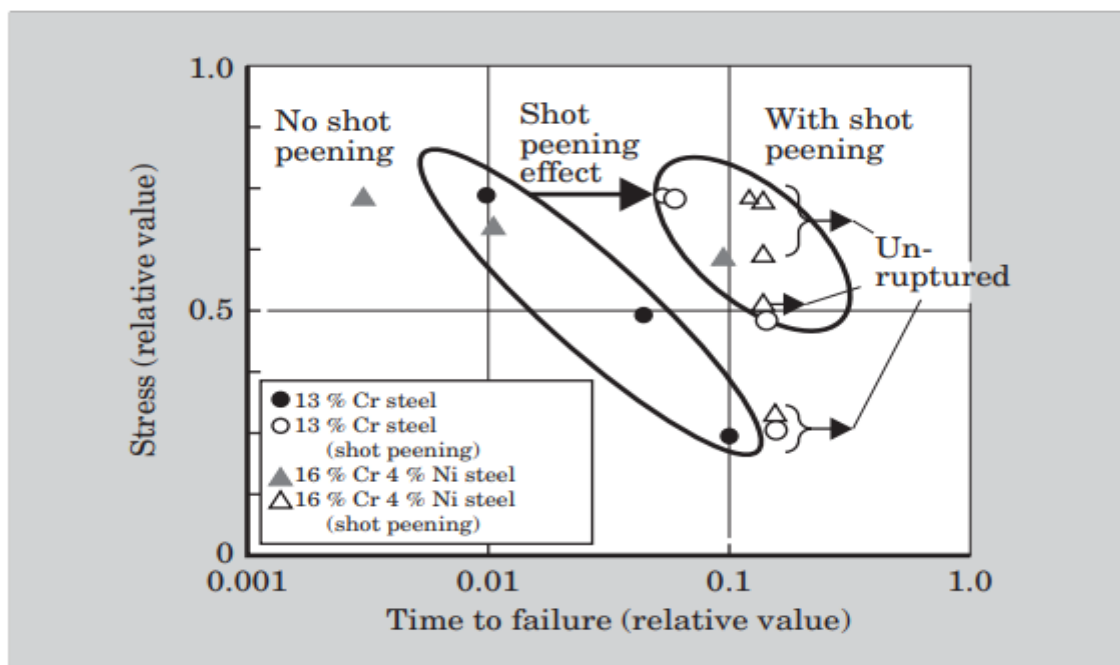 1.0
0.5
0
Stress (relative value)
No shot
peening
Shot
peening
effect
With shot
peening
Un-
ruptured
13 % Cr steel
13 % Cr steel
(shot peening)
16 % Cr 4 % Ni steel
16 % Cr 4 % Ni steel
(shot peening)
0.001 0.01 0.1 1.0
Time to failure (relative value)